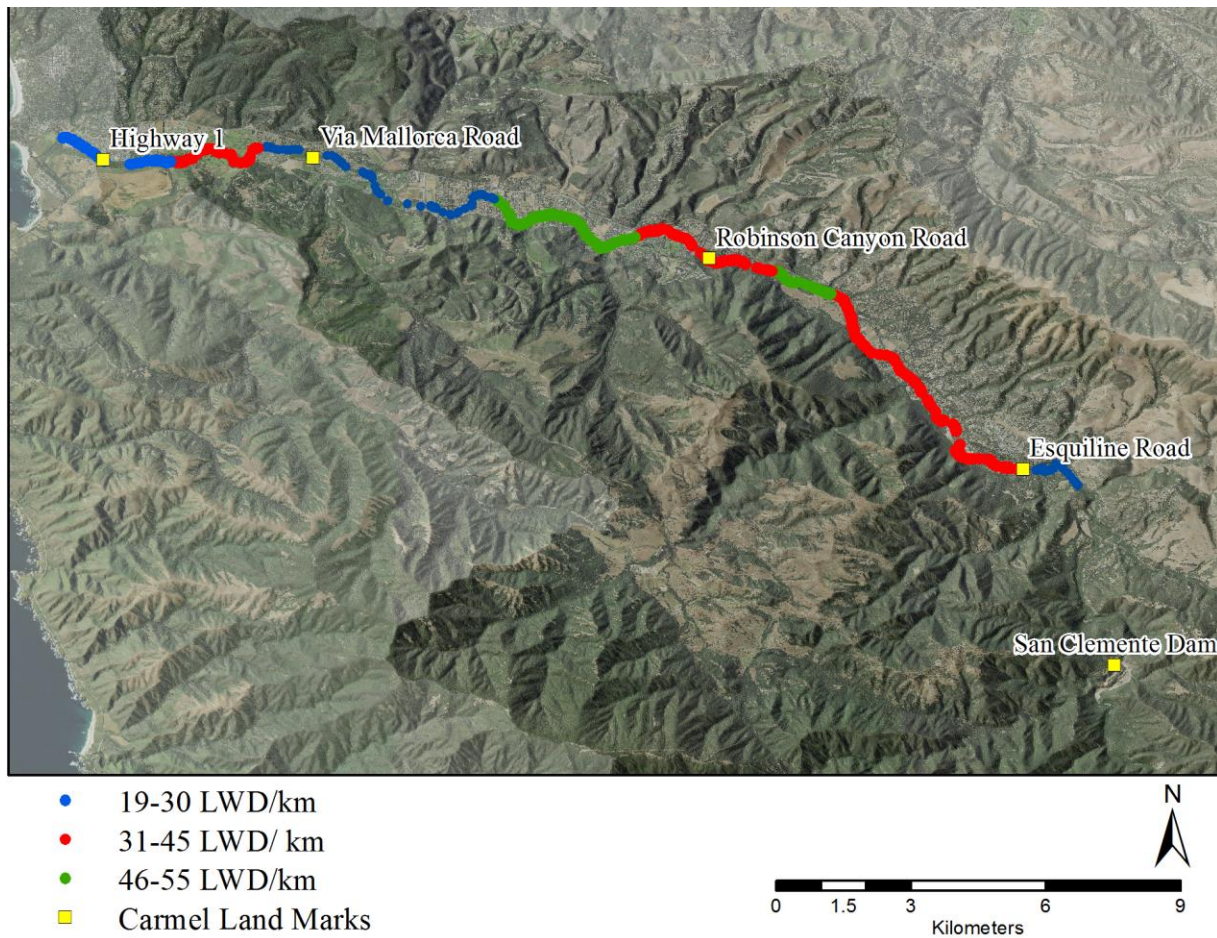 Highway 1
Via Mallorca Road
Robinson Canyon Road
Esquiline Road
San Clemente Dam
19-30 LWD/km
31-45 LWD/ km
46-55 LWD/km
Carmel Land Marks
N
0 1.5 3 6 9
Kilometers